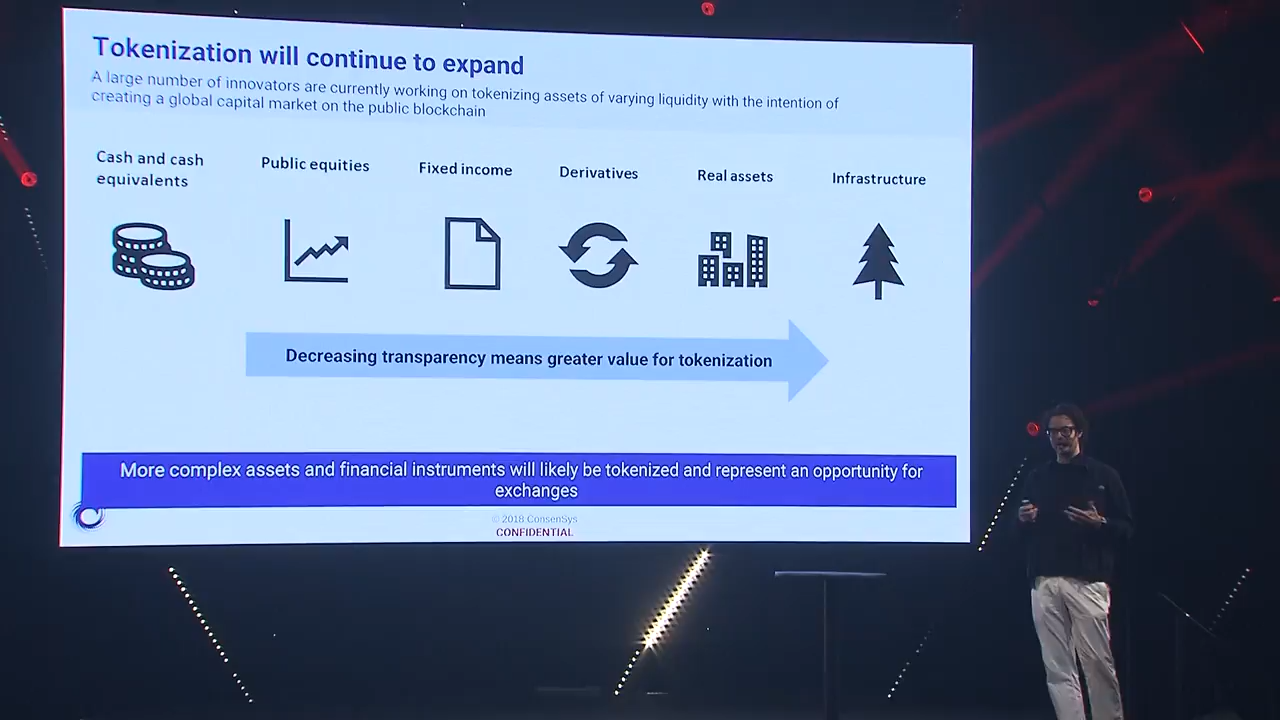 Tokenization will continue to expand
A large number of innovators are currently working on tokenizing assets of varying liquidity with the intention of
creating a global capital market on the public blockchain
Cash and cash
equivalents
Public equities
Fixed income
Derivatives
Real assets
Infrastructure
Decreasing transparency means greater value for tokenization
More complex assets and financial instruments will likely be tokenized and represent an opportunity for
exchanges
© 2018 ConsenSys
CONFIDENTIAL